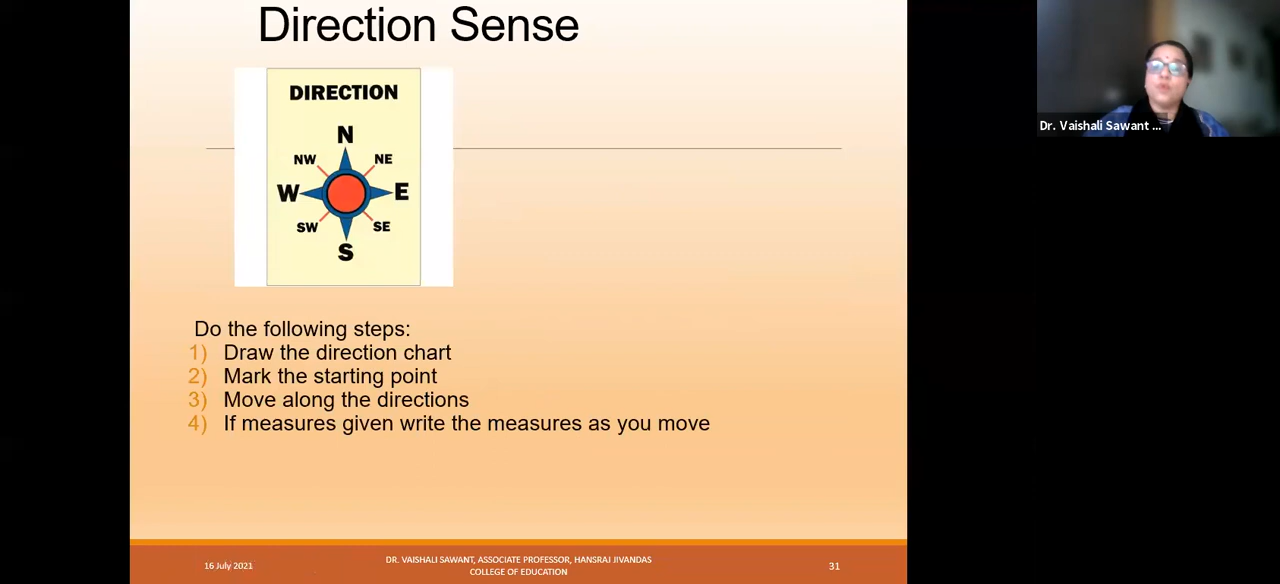 Direction Sense
DIRECTION
N
NW NE
W E
SW SE
S
Do the following steps:
1) Draw the direction chart
2) Mark the starting point
3) Move along the directions
4) If measures given write the measures as you move
16 July 2021
DR. VAISHALI SAWANT, ASSOCIATE PROFESSOR, HANSRAJ JIVANDAS
COLLEGE OF EDUCATION
31
Dr. Vaishali Sawant ...